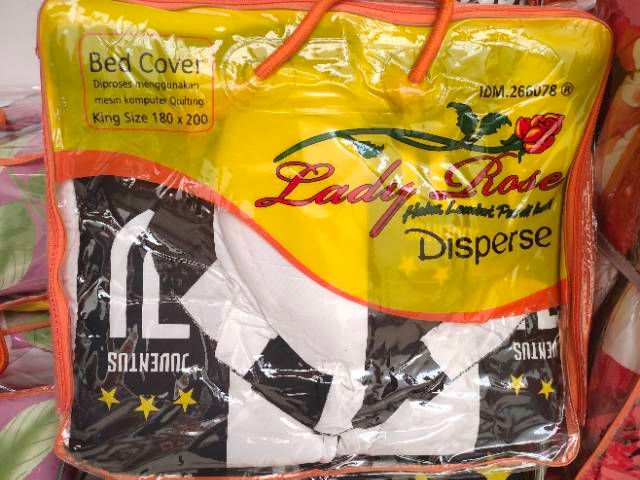 Bed Cover
Diproses menggunakan
mesin komputer Quilting
King Size 180 x 200
IDM.266078 ®
Lady Rose
Disperse
JUVENTUS
JUVENTUS